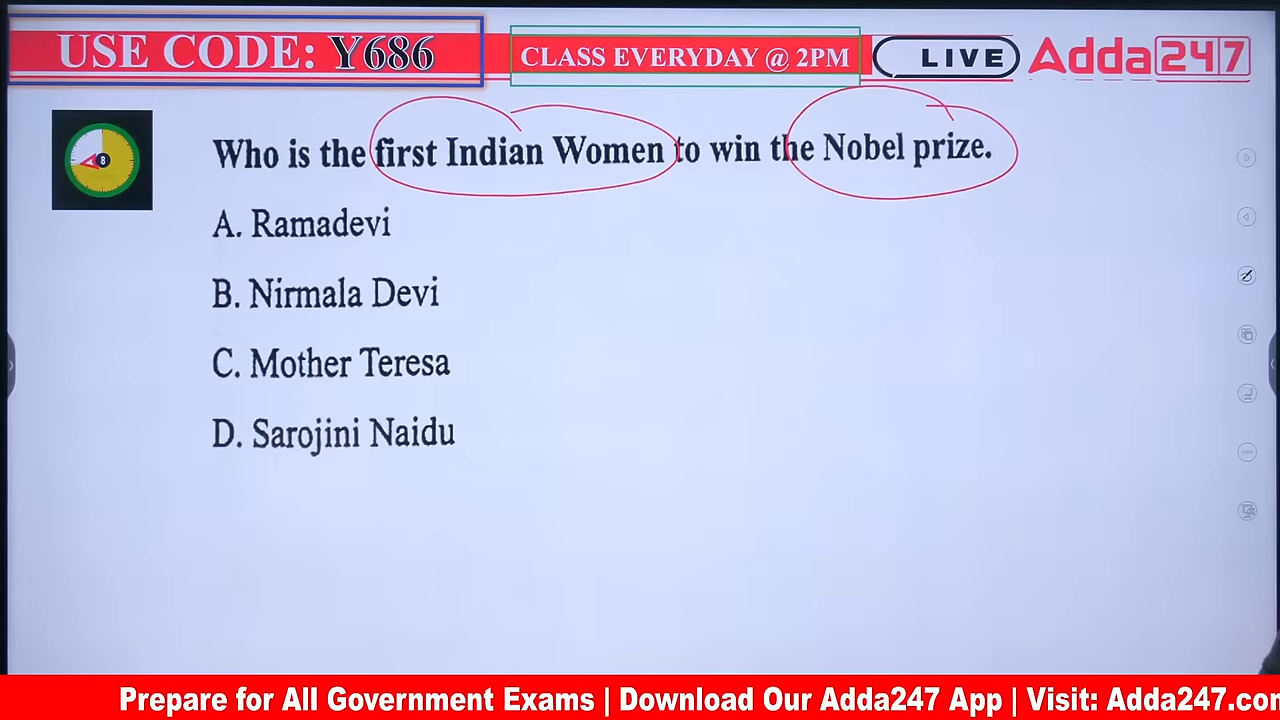 USE CODE: Y686
CLASS EVERYDAY @ 2PM
LIVE
Adda247
8
Who is the first Indian Women to win the Nobel prize.
A. Ramadevi
B. Nirmala Devi
C. Mother Teresa
D. Sarojini Naidu
Prepare for All Government Exams | Download Our Adda247 App | Visit: Adda247.com